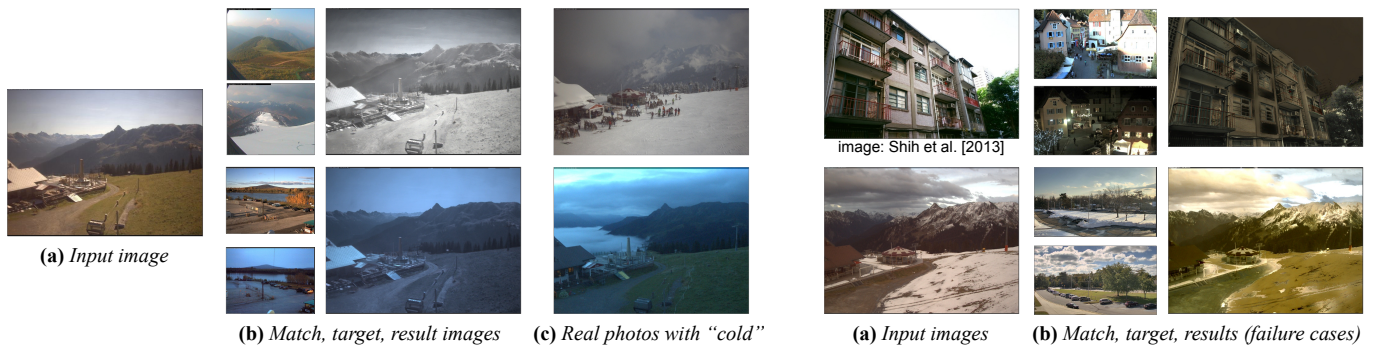 image: Shih et al. [2013]
(a) Input image
(b) Match, target, result images
(c) Real photos with “cold”
(a) Input images
(b) Match, target, results (failure cases)